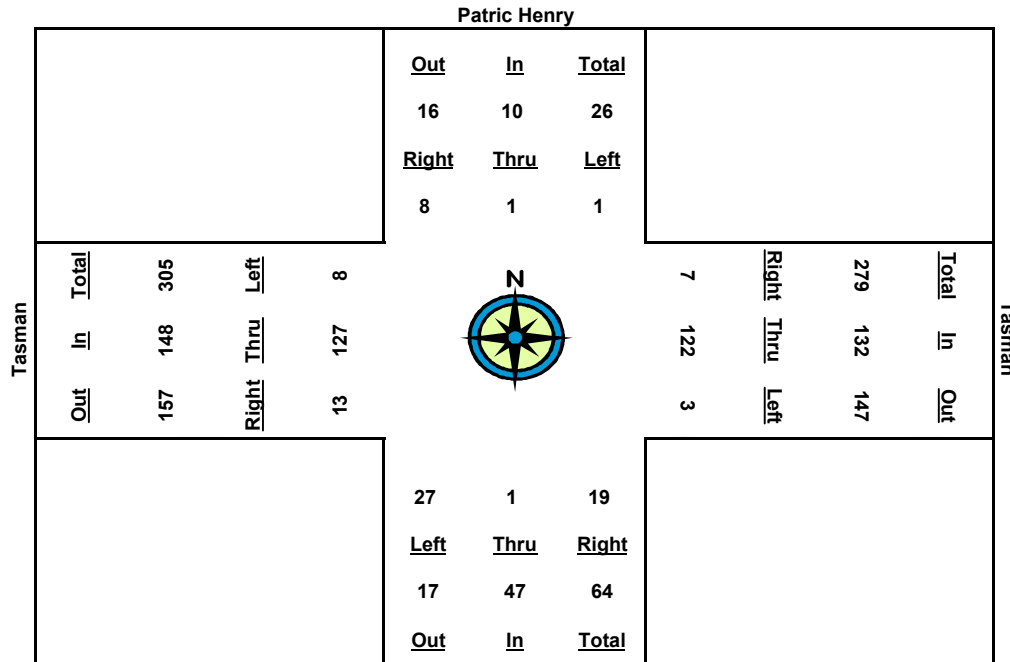 Patric Henry
Out In Total
16 10 26
Right Thru Left
8 1 1
Tasman
Total 305 Left 8
In 148 Thru 127
Out 157 Right 13
N
7 Right 279 Total
122 Thru 132 In
3 Left 147 Out
Tasman
27 1 19
Left Thru Right
17 47 64
Out In Total